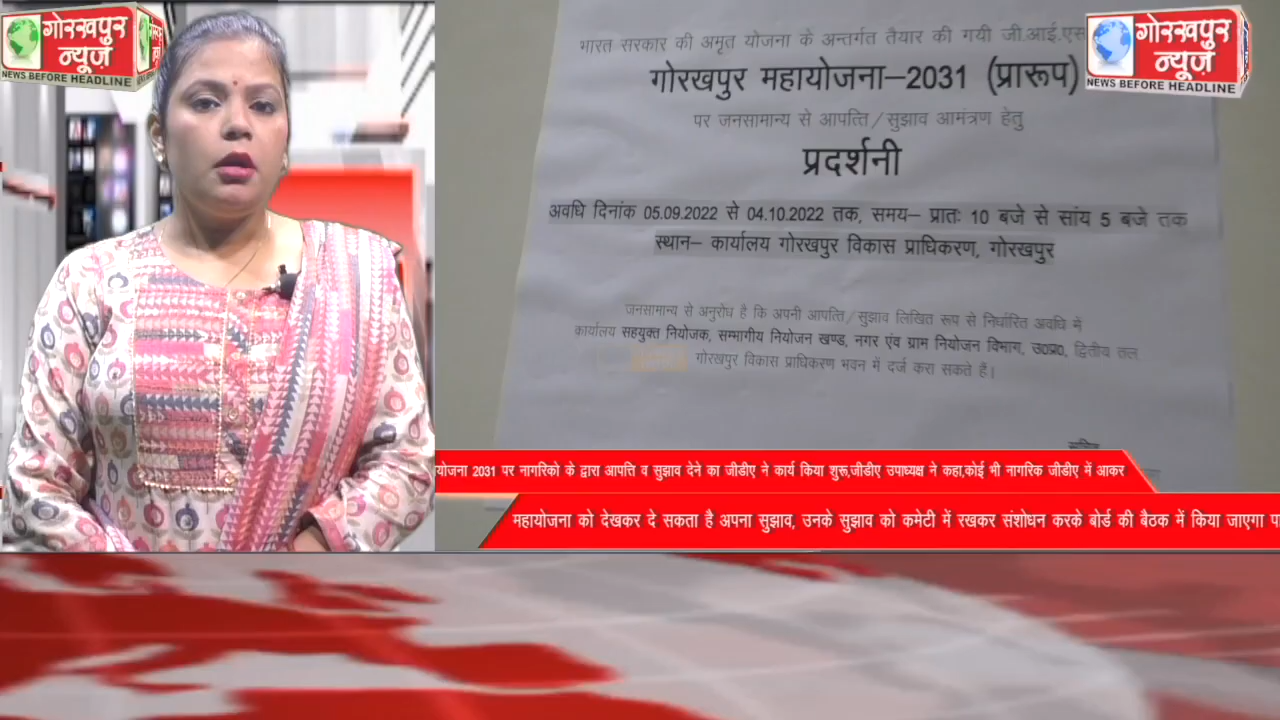 गोरखपुर
न्यूज़
NEWS BEFORE HEADLINE
गोरखपुर
न्यूज़
NEWS BEFORE HEADLINE
भारत सरकार की अमृत योजना के अन्तर्गत तैयार की गयी जी.आई.एस
गोरखपुर महायोजना–2031 (प्रारूप)
पर जनसामान्य से आपत्ति/सुझाव आमंत्रण हेतु
प्रदर्शनी
अवधि दिनांक 05.09.2022 से 04.10.2022 तक, समय– प्रातः 10 बजे से सांय 5 बजे तक
स्थान– कार्यालय गोरखपुर विकास प्राधिकरण, गोरखपुर
जनसामान्य से अनुरोध है कि अपनी आपत्ति/सुझाव लिखित रूप से निर्धारित अवधि में
कार्यालय सहयुक्त नियोजक, सम्भागीय नियोजन खण्ड, नगर एंव ग्राम नियोजन विभाग, उ0प्र0, द्वितीय तल
गोरखपुर विकास प्राधिकरण भवन में दर्ज करा सकते हैं।
योजना 2031 पर नागरिको के द्वारा आपत्ति व सुझाव देने का जीडीए ने कार्य किया शुरू,जीडीए उपाध्यक्ष ने कहा,कोई भी नागरिक जीडीए में आकर
महायोजना को देखकर दे सकता है अपना सुझाव, उनके सुझाव को कमेटी में रखकर संशोधन करके बोर्ड की बैठक में किया जाएगा